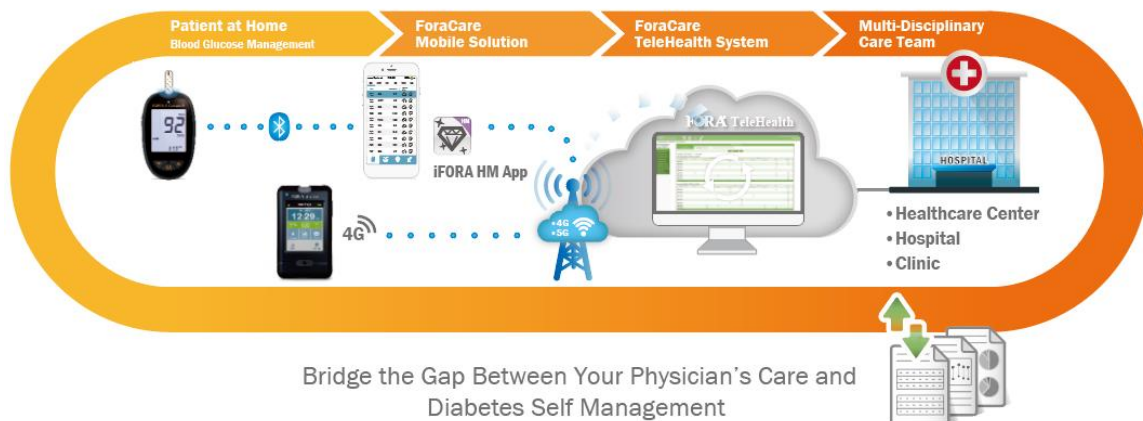 Patient at Home
Blood Glucose Management
ForaCare
Mobile Solution
ForaCare
TeleHealth System
Multi-Disciplinary
Care Team
92
iFORA HM App
12:29
4G
•4G
•5G
FORA TeleHealth
HOSPITAL
•Healthcare Center
•Hospital
•Clinic
Bridge the Gap Between Your Physician’s Care and
Diabetes Self Management